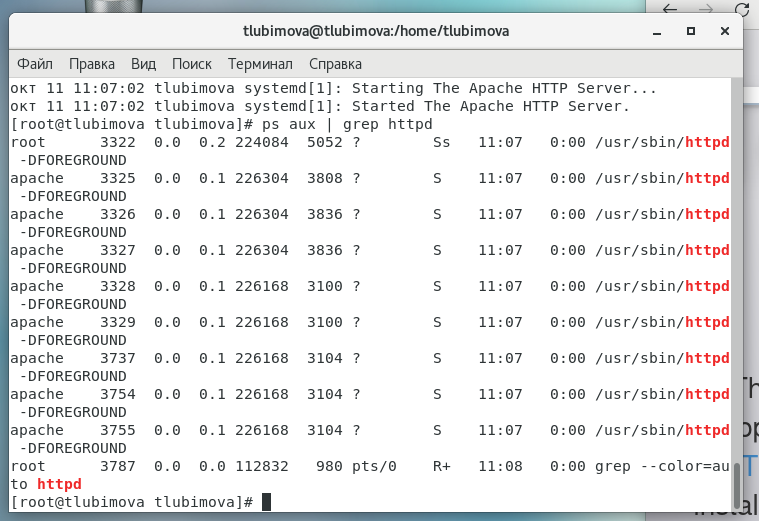 tlubimova@tlubimova:/home/tlubimova
Файл Правка Вид Поиск Терминал Справка
окт 11 11:07:02 tlubimova systemd[1]: Starting The Apache HTTP Server...
окт 11 11:07:02 tlubimova systemd[1]: Started The Apache HTTP Server.
[root@tlubimova tlubimova]# ps aux | grep httpd
root      3322  0.0  0.2 224084  5052 ?        Ss   11:07   0:00 /usr/sbin/httpd
 -DFOREGROUND
apache    3325  0.0  0.1 226304  3808 ?        S    11:07   0:00 /usr/sbin/httpd
 -DFOREGROUND
apache    3326  0.0  0.1 226304  3836 ?        S    11:07   0:00 /usr/sbin/httpd
 -DFOREGROUND
apache    3327  0.0  0.1 226304  3836 ?        S    11:07   0:00 /usr/sbin/httpd
 -DFOREGROUND
apache    3328  0.0  0.1 226168  3100 ?        S    11:07   0:00 /usr/sbin/httpd
 -DFOREGROUND
apache    3329  0.0  0.1 226168  3100 ?        S    11:07   0:00 /usr/sbin/httpd
 -DFOREGROUND
apache    3737  0.0  0.1 226168  3104 ?        S    11:07   0:00 /usr/sbin/httpd
 -DFOREGROUND
apache    3754  0.0  0.1 226168  3104 ?        S    11:07   0:00 /usr/sbin/httpd
 -DFOREGROUND
apache    3755  0.0  0.1 226168  3104 ?        S    11:07   0:00 /usr/sbin/httpd
 -DFOREGROUND
root      3787  0.0  0.0 112832   980 pts/0    R+   11:08   0:00 grep --color=au
to httpd
[root@tlubimova tlubimova]#